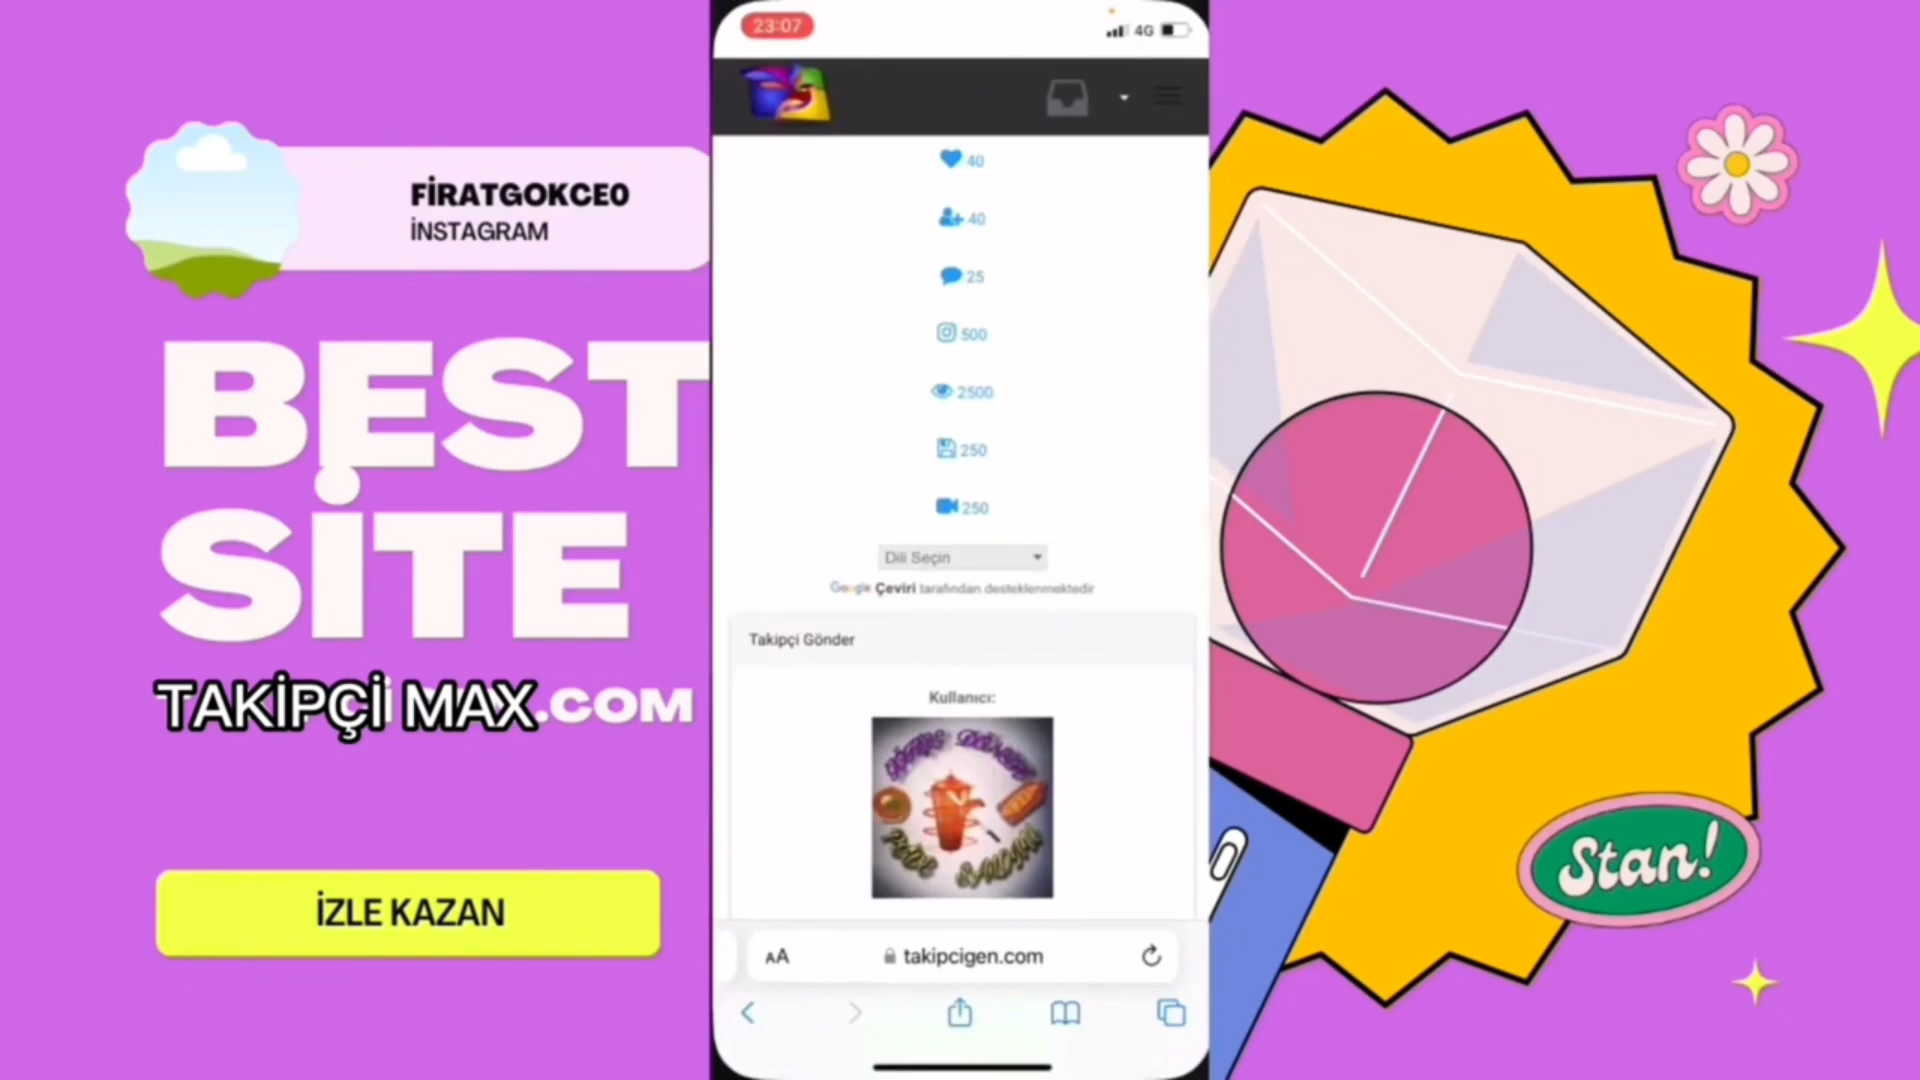 FİRATGOKCE0
İNSTAGRAM
BEST
SİTE
TAKİPÇİ MAX.COM
İZLE KAZAN
23:07
4G
40
40
25
500
2500
250
250
Dili Seçin
Google Çeviri tarafından desteklenmektedir
Takipçi Gönder
Kullanıcı:
AA
takipcigen.com
Stan!